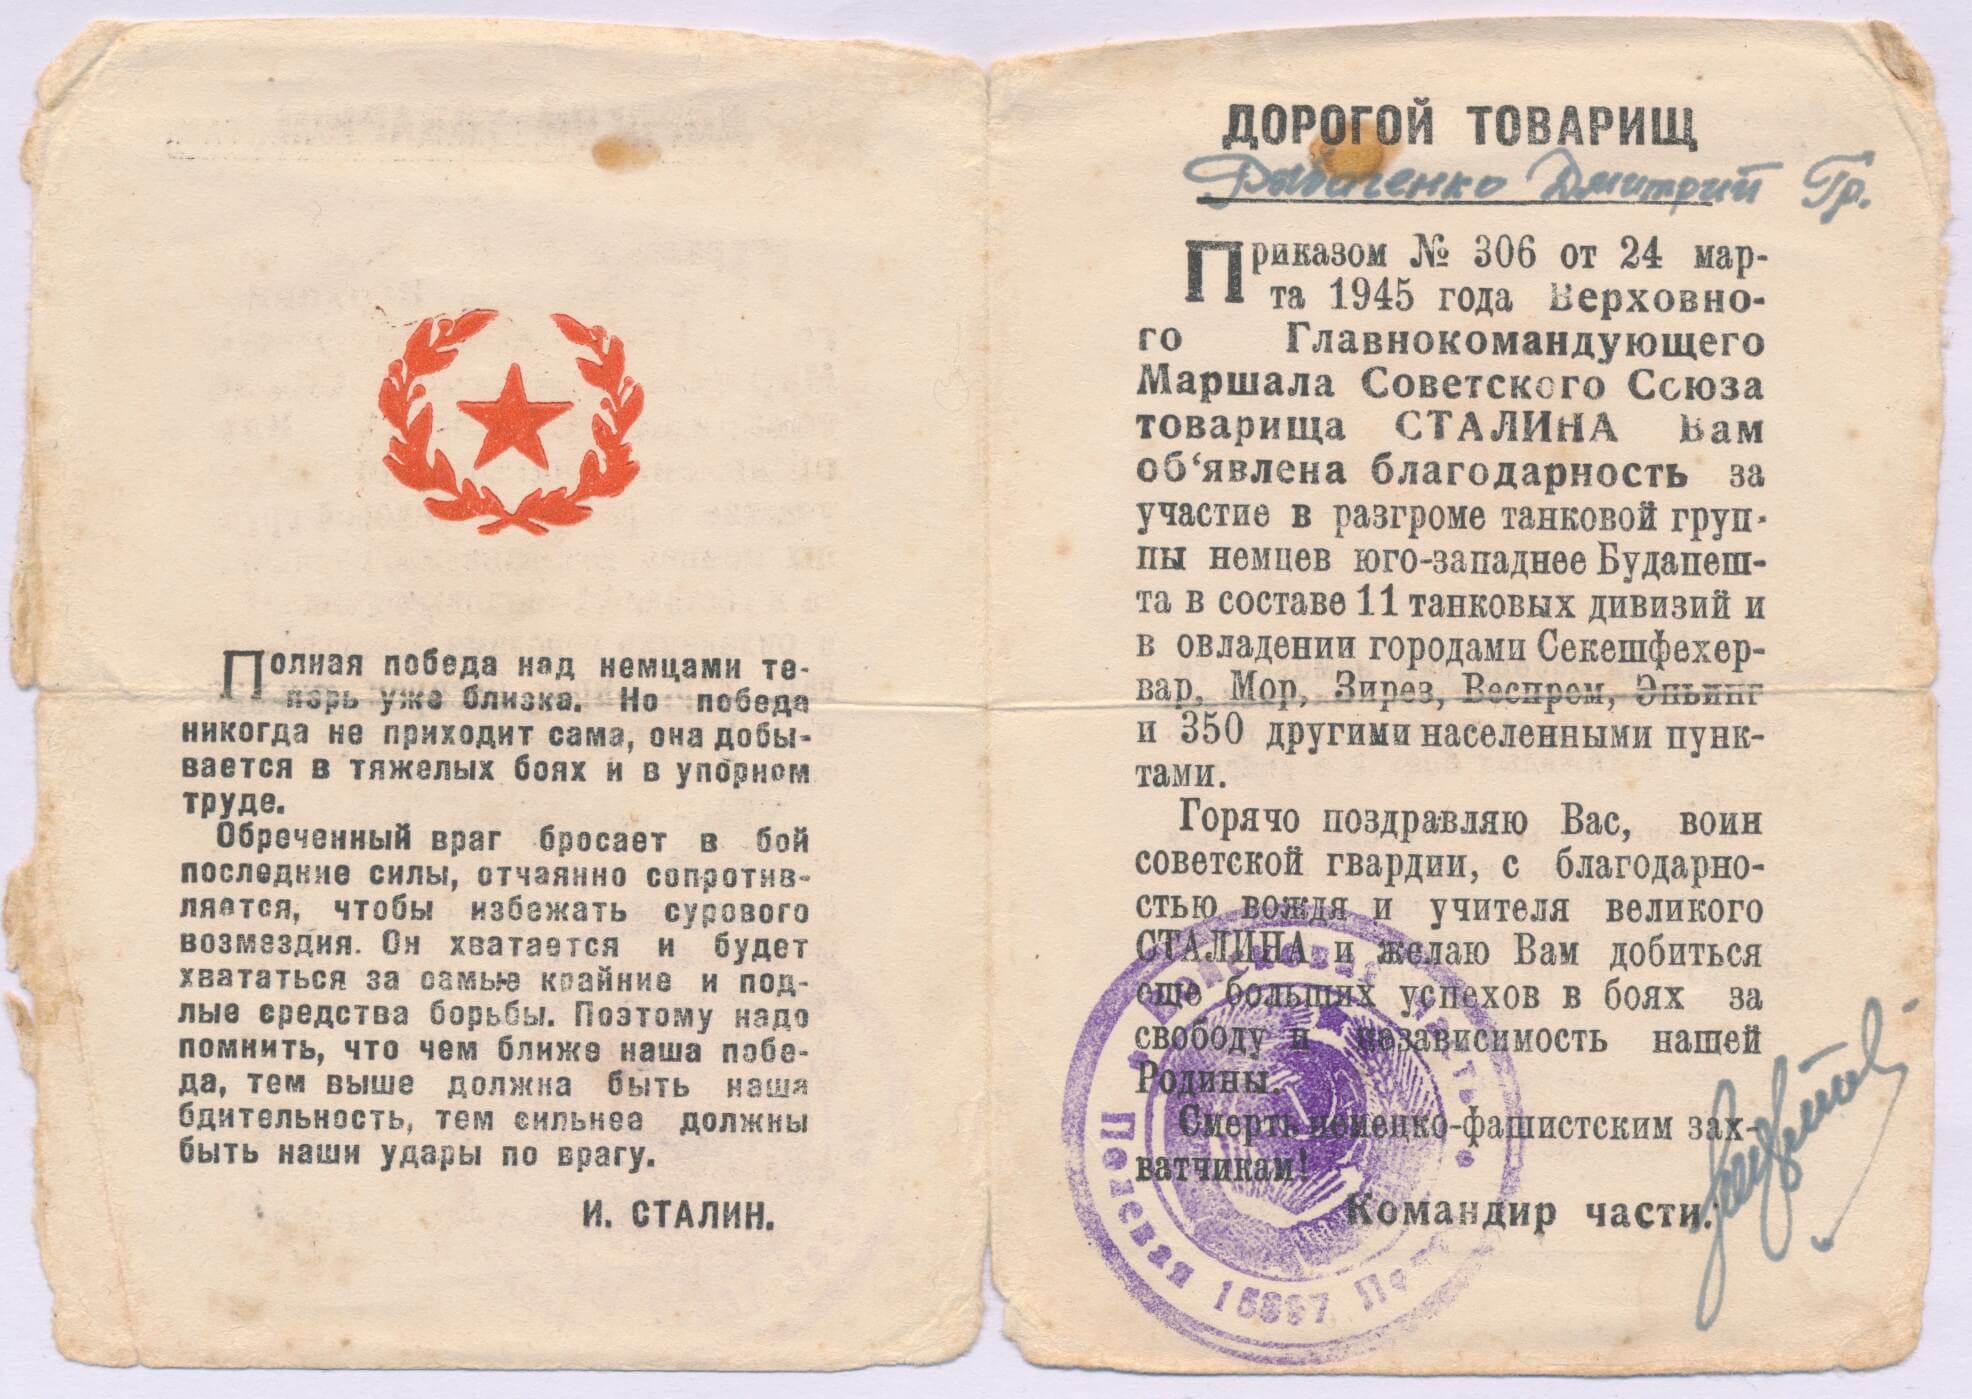 Полная победа над немцами те-
перь уже близка. Но победа
никогда не приходит сама, она добы-
вается в тяжелых боях и в упорном
труде.
Обреченный враг бросает в бой
последние силы, отчаянно сопротив-
ляется, чтобы избежать сурового
возмездия. Он хватается и будет
хвататься за самые крайние и под-
лые средства борьбы. Поэтому надо
помнить, что чем ближе наша побе-
да, тем выше должна быть наша
бдительность, тем сильнее должны
быть наши удары по врагу.
И. СТАЛИН.
ДОРОГОЙ ТОВАРИЩ
Дмитрий Гр.
Приказом № 306 от 24 мар-
та 1945 года Верховно-
го Главнокомандующего
Маршала Советского Союза
товарища СТАЛИНА Вам
об‘явлена благодарность за
участие в разгроме танковой груп-
пы немцев юго-западнее Будапеш-
та в составе 11 танковых дивизий и
в овладении городами Секешфехер-
вар, Мор, Зирез, Веспрем, Эньинг
и 350 другими населенными пунк-
тами.
Горячо поздравляю Вас, воин
советской гвардии, с благодарно-
стью вождя и учителя великого
СТАЛИНА и желаю Вам добиться
еще больших успехов в боях за
свободу и независимость нашей
Родины.
Смерть немецко-фашистским зах-
ватчикам!
Командир части:
Войсковая часть
Полевая Почта